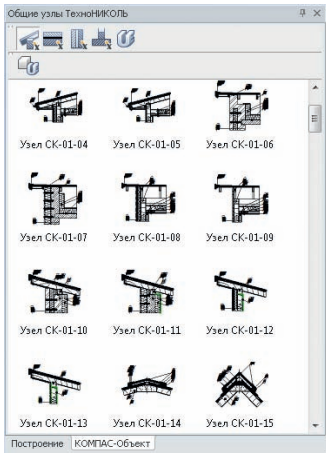 Общие узлы ТехноНИКОЛЬ
Узел СК-01-04 Узел СК-01-05 Узел СК-01-06
Узел СК-01-07 Узел СК-01-08 Узел СК-01-09
Узел СК-01-10 Узел СК-01-11 Узел СК-01-12
Узел СК-01-13 Узел СК-01-14 Узел СК-01-15
Построение КОМПАС-Объект